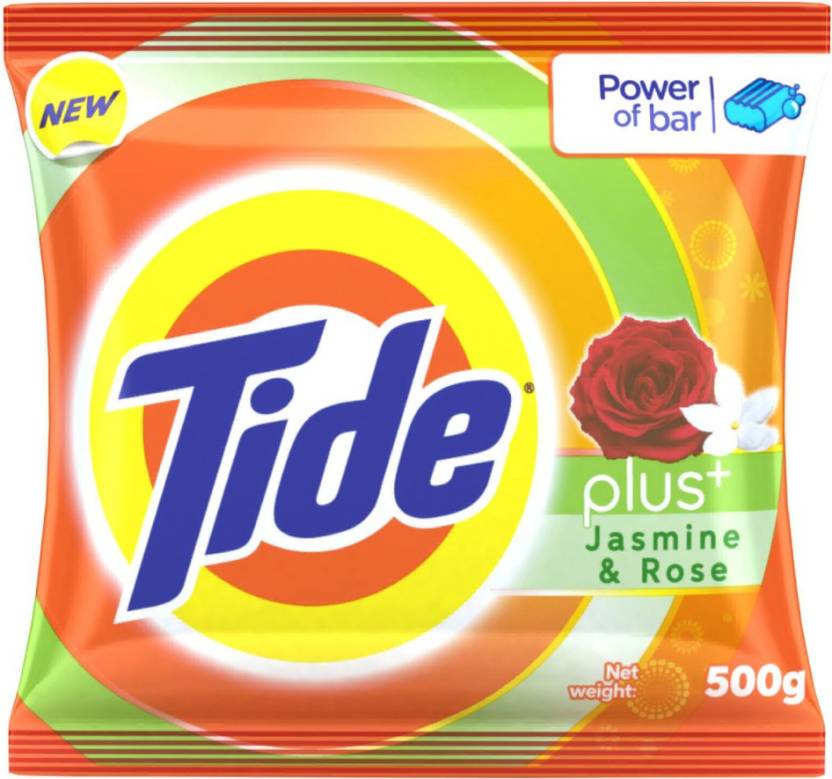 NEW
Power
of bar
Tide®
plus+
Jasmine
& Rose
Net
weight:
500g